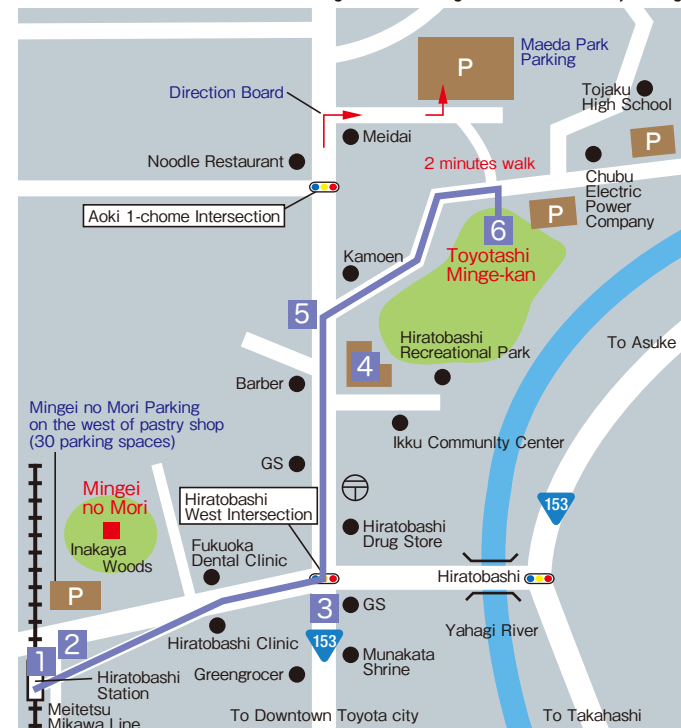 Maeda Park
Parking
P
Direction Board
Tojaku
High School
Meidai
P
Noodle Restaurant
2 minutes walk
Chubu
Electric
Power
Company
P
Aoki 1-chome Intersection
6
Kamoen
Toyotashi
Minge-kan
5
Hiratobashi
Recreational Park
To Asuke
4
Barber
Mingei no Mori Parking
on the west of pastry shop
(30 parking spaces)
Ikku Communlty Center
GS
Mingei
no Mori
Hiratobashi
West Intersection
153
Hiratobashi
Drug Store
Inakaya
Woods
Fukuoka
Dental Clinic
Hiratobashi
P
3
GS
Yahagi River
2
Hiratobashi Clinic
153
1
Munakata
Shrine
Hiratobashi
Station
Greengrocer
Meitetsu
Mikawa Line
To Downtown Toyota city
To Takahashi